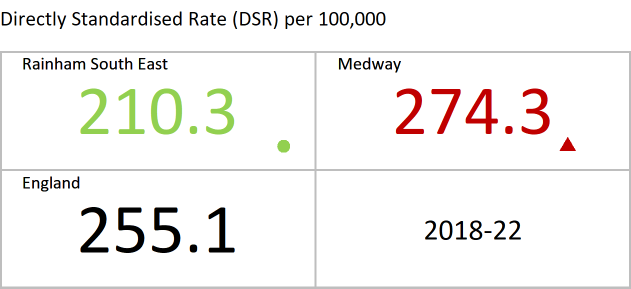 Directly Standardised Rate (DSR) per 100,000
Rainham South East
210.3
Medway
274.3
England
255.1
2018-22